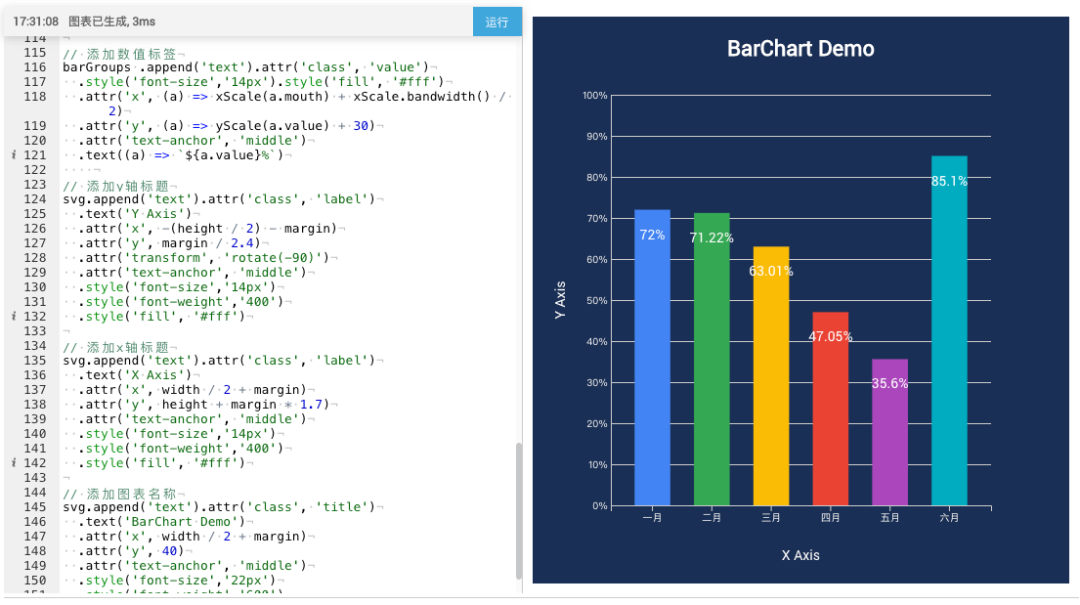 17:31:08 图表已生成, 3ms
运行
114
115 // 添加数值标签
116 barGroups .append('text').attr('class', 'value')
117 .style('font-size','14px').style('fill', '#fff')
118 .attr('x', (a) => xScale(a.mouth) + xScale.bandwidth() /
2)
119 .attr('y', (a) => yScale(a.value) + 30)
120 .attr('text-anchor', 'middle')
121 .text((a) => `${a.value}%`)
122
123 // 添加y轴标题
124 svg.append('text').attr('class', 'label')
125 .text('Y Axis')
126 .attr('x', -(height / 2) - margin)
127 .attr('y', margin / 2.4)
128 .attr('transform', 'rotate(-90)')
129 .attr('text-anchor', 'middle')
130 .style('font-size','14px')
131 .style('font-weight','400')
132 .style('fill', '#fff')
133
134 // 添加x轴标题
135 svg.append('text').attr('class', 'label')
136 .text('X Axis')
137 .attr('x', width / 2 + margin)
138 .attr('y', height + margin * 1.7)
139 .attr('text-anchor', 'middle')
140 .style('font-size','14px')
141 .style('font-weight','400')
142 .style('fill', '#fff')
143
144 // 添加图表名称
145 svg.append('text').attr('class', 'title')
146 .text('BarChart Demo')
147 .attr('x', width / 2 + margin)
148 .attr('y', 40)
149 .attr('text-anchor', 'middle')
150 .style('font-size','22px')
BarChart Demo
100%
90%
80%
70%
60%
50%
40%
30%
20%
10%
0%
Y Axis
72%
71.22%
63.01%
47.05%
35.6%
85.1%
一月 二月 三月 四月 五月 六月
X Axis